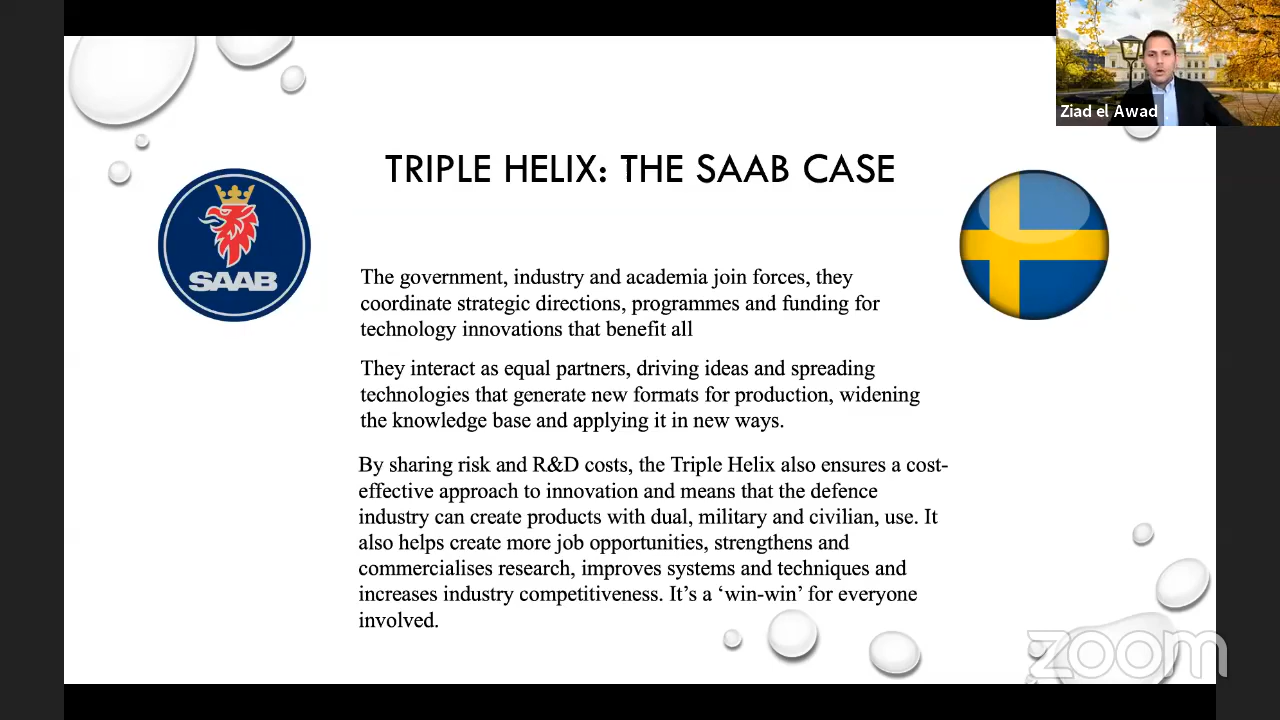 Ziad el Awad
TRIPLE HELIX: THE SAAB CASE
SAAB
The government, industry and academia join forces, they
coordinate strategic directions, programmes and funding for
technology innovations that benefit all
They interact as equal partners, driving ideas and spreading
technologies that generate new formats for production, widening
the knowledge base and applying it in new ways.
By sharing risk and R&D costs, the Triple Helix also ensures a cost-
effective approach to innovation and means that the defence
industry can create products with dual, military and civilian, use. It
also helps create more job opportunities, strengthens and
commercialises research, improves systems and techniques and
increases industry competitiveness. It’s a ‘win-win’ for everyone
involved.
zoom